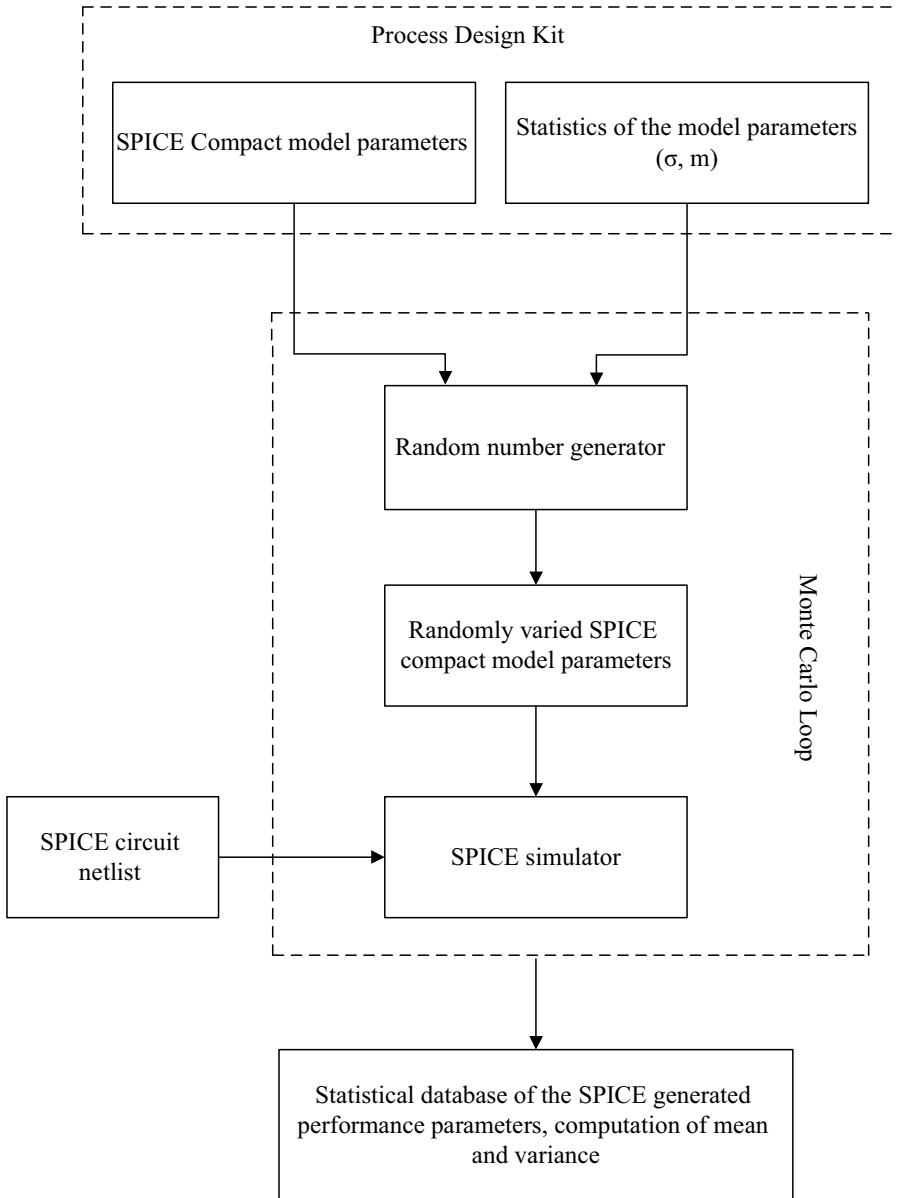 Process Design Kit
SPICE Compact model parameters
Statistics of the model parameters
(σ, m)
Random number generator
Randomly varied SPICE
compact model parameters
Monte Carlo Loop
SPICE circuit
netlist
SPICE simulator
Statistical database of the SPICE generated
performance parameters, computation of mean
and variance